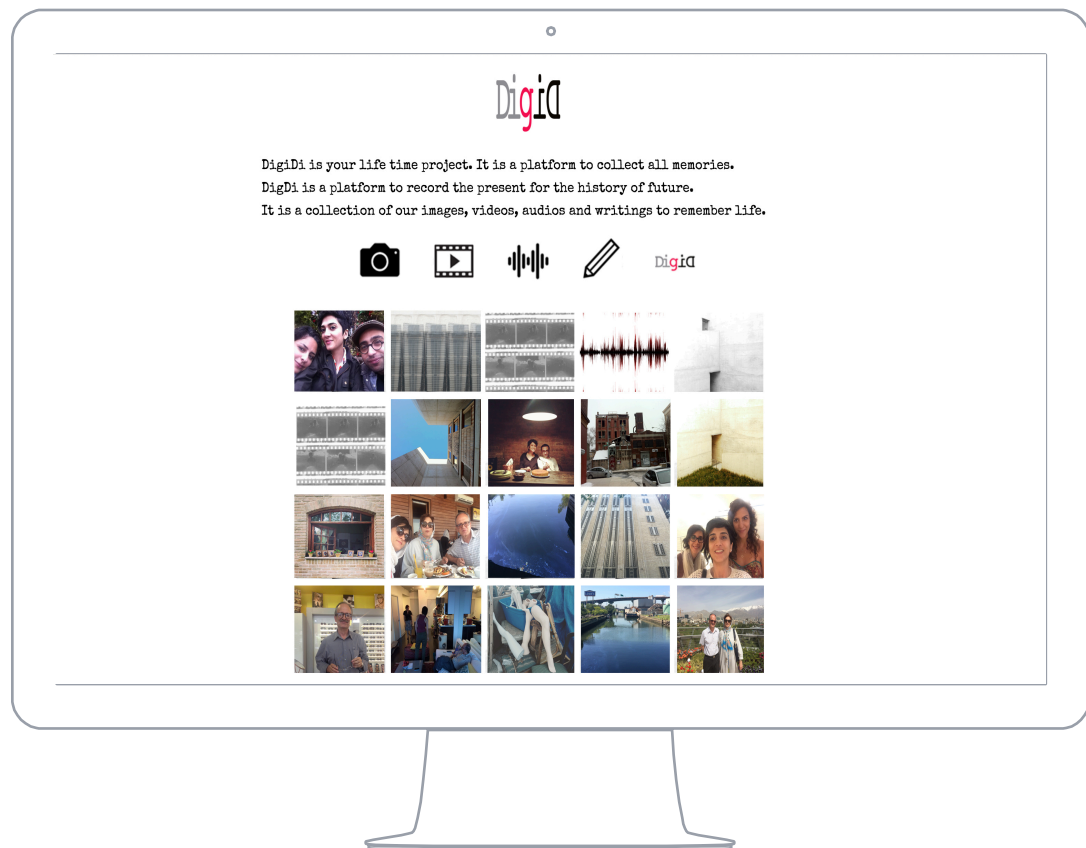 DigiD
DigiDi is your life time project. It is a platform to collect all memories.
DigDi is a platform to record the present for the history of future.
It is a collection of our images, videos, audios and writings to remember life.
DigiD